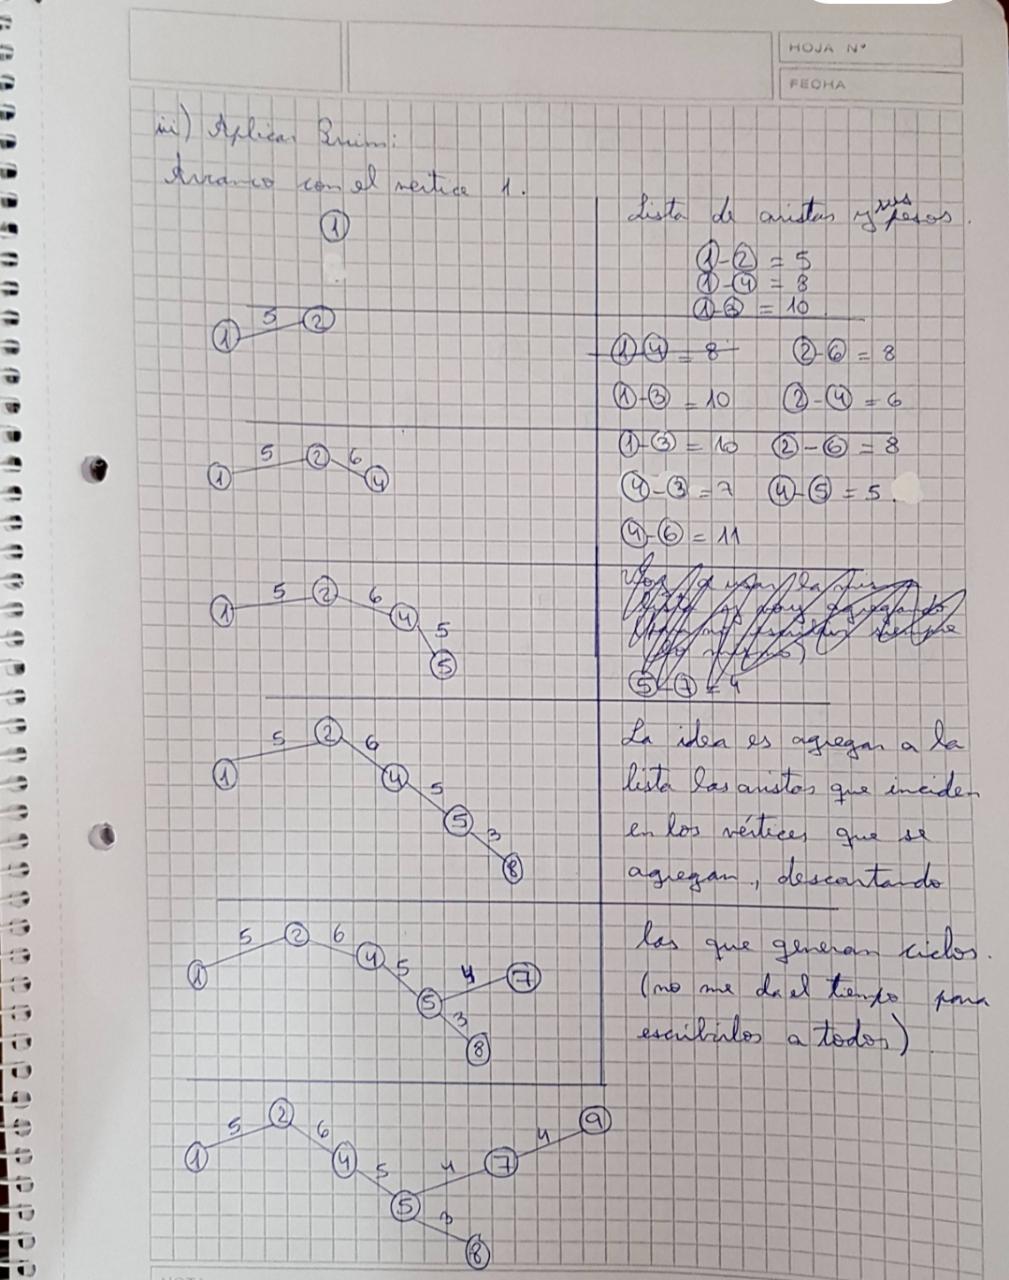 HOJA Nº
FECHA
iii) Aplicar Prim:
Arranco con el vertice 1.
1
Lista de aristas y sus pesos.
1-2 = 5
1-4 = 8
1-3 = 10
1 5 2
1-4 = 8 2-6 = 8
1-3 = 10 2-4 = 6
1 5 2 6 4
1-3 = 10 2-6 = 8
4-3 = 7 4-5 = 5.
4-6 = 11
1 5 2 6 4 5 5
5-7 = 4
1 5 2 6 4 5 5 3 8
La idea es agregar a la
lista las aristas que inciden
en los vértices que se
agregan, descartando
1 5 2 6 4 5 5 4 7 3 8
las que generan ciclos.
(no me da el tiempo para
escribirlos a todos)
1 5 2 6 4 5 5 4 7 4 9 3 8